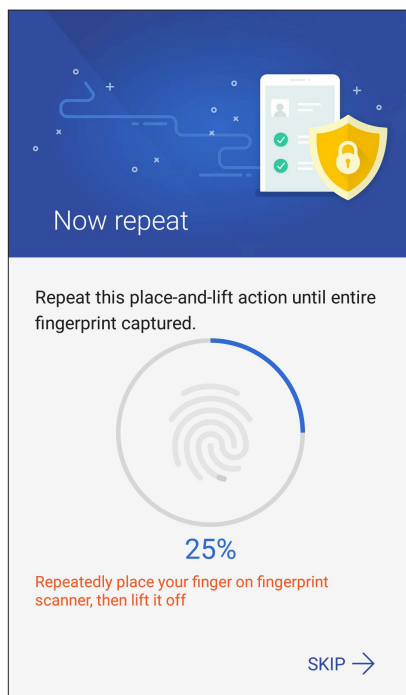 Now repeat
Repeat this place-and-lift action until entire
fingerprint captured.
25%
Repeatedly place your finger on fingerprint
scanner, then lift it off
SKIP